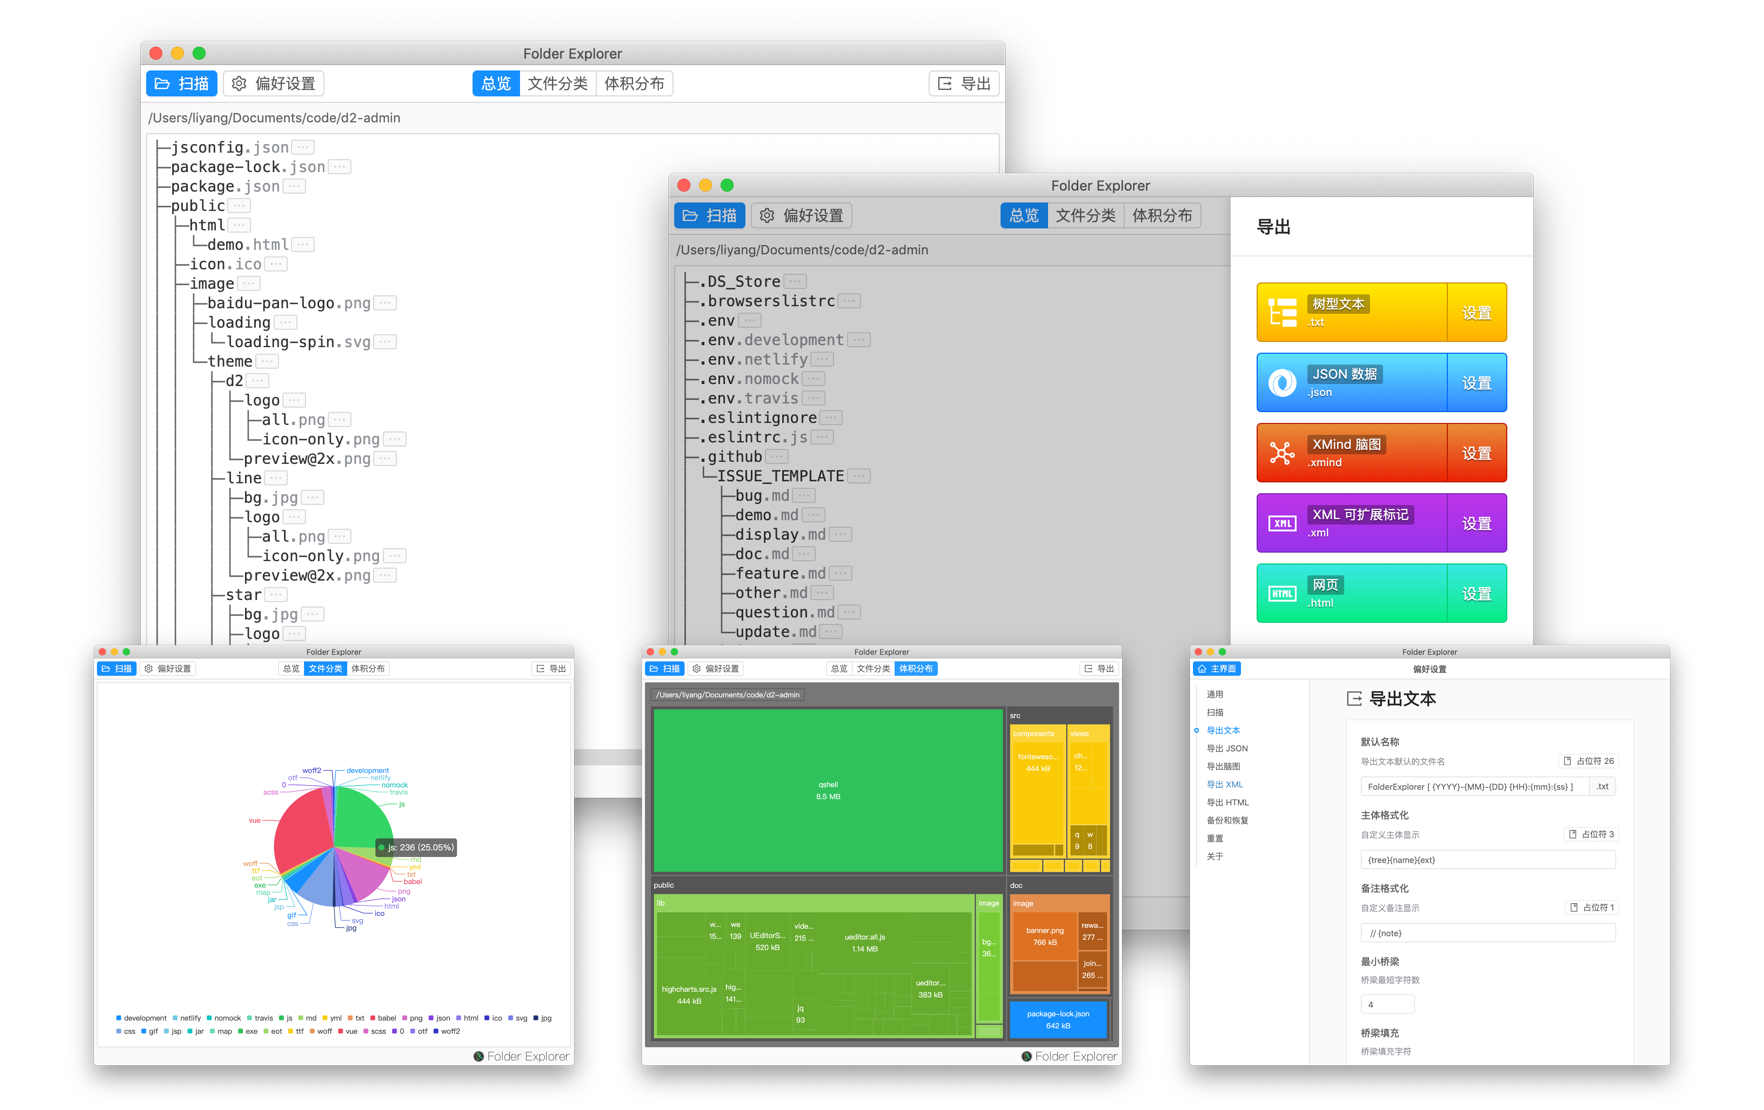 Folder Explorer
扫描
偏好设置
总览
文件分类
体积分布
导出
/Users/liyang/Documents/code/d2-admin
├─jsconfig.json ···
├─package-lock.json ···
├─package.json ···
├─public ···
│ ├─html ···
│ │ └─demo.html ···
│ ├─icon.ico ···
│ ├─image ···
│ │ ├─baidu-pan-logo.png ···
│ │ ├─loading ···
│ │ │ └─loading-spin.svg ···
│ │ └─theme ···
│ │ ├─d2 ···
│ │ │ ├─logo ···
│ │ │ │ ├─all.png ···
│ │ │ │ └─icon-only.png ···
│ │ │ └─preview@2x.png ···
│ │ ├─line ···
│ │ │ ├─bg.jpg ···
│ │ │ ├─logo ···
│ │ │ │ ├─all.png ···
│ │ │ │ └─icon-only.png ···
│ │ │ └─preview@2x.png ···
│ │ ├─star ···
│ │ │ ├─bg.jpg ···
│ │ │ ├─logo ···
Folder Explorer
扫描
偏好设置
总览
文件分类
体积分布
/Users/liyang/Documents/code/d2-admin
├─.DS_Store ···
├─.browserslistrc ···
├─.env ···
├─.env.development ···
├─.env.netlify ···
├─.env.nomock ···
├─.env.travis ···
├─.eslintignore ···
├─.eslintrc.js ···
├─.github ···
│ └─ISSUE_TEMPLATE ···
│ ├─bug.md ···
│ ├─demo.md ···
│ ├─display.md ···
│ ├─doc.md ···
│ ├─feature.md ···
│ ├─other.md ···
│ ├─question.md ···
│ └─update.md ···
导出
树型文本
.txt
设置
JSON 数据
.json
设置
XMind 脑图
.xmind
设置
XML
XML 可扩展标记
.xml
设置
HTML
网页
.html
设置
Folder Explorer
扫描
偏好设置
总览
文件分类
体积分布
导出
woff2
otf
0
scss
vue
woff
ttf
eot
exe
map
jar
jsp
gif
css
development
netlify
nomock
travis
js
js: 236 (25.05%)
md
yml
txt
babel
png
json
html
ico
svg
jpg
development netlify nomock travis js md yml txt babel png json html ico svg jpg
css gif jsp jar map exe eot ttf woff vue scss 0 otf woff2
Folder Explorer
Folder Explorer
扫描
偏好设置
总览
文件分类
体积分布
导出
/Users/liyang/Documents/code/d2-admin
qshell
8.5 MB
src
components
fontaweso...
444 kB
views
ch...
12...
q
9
w
8
public
lib
w...
15...
we
139
UEditorS...
520 kB
vide...
215 ...
ueditor.all.js
1.14 MB
highcharts.src.js
444 kB
hig...
141...
jq
93
ueditor...
383 kB
image
bg...
36...
doc
image
banner.png
766 kB
rewa...
277 ...
join...
265 ...
package-lock.json
642 kB
Folder Explorer
Folder Explorer
主界面
偏好设置
通用
扫描
导出文本
导出 JSON
导出脑图
导出 XML
导出 HTML
备份和恢复
重置
关于
导出文本
默认名称
导出文本默认的文件名
占位符 26
FolderExplorer [ {YYYY}-{MM}-{DD} {HH}:{mm}:{ss} ]
.txt
主体格式化
自定义主体显示
占位符 3
{tree}{name}{ext}
备注格式化
自定义备注显示
占位符 1
// {note}
最小桥梁
桥梁最短字符数
4
桥梁填充
桥梁填充字符